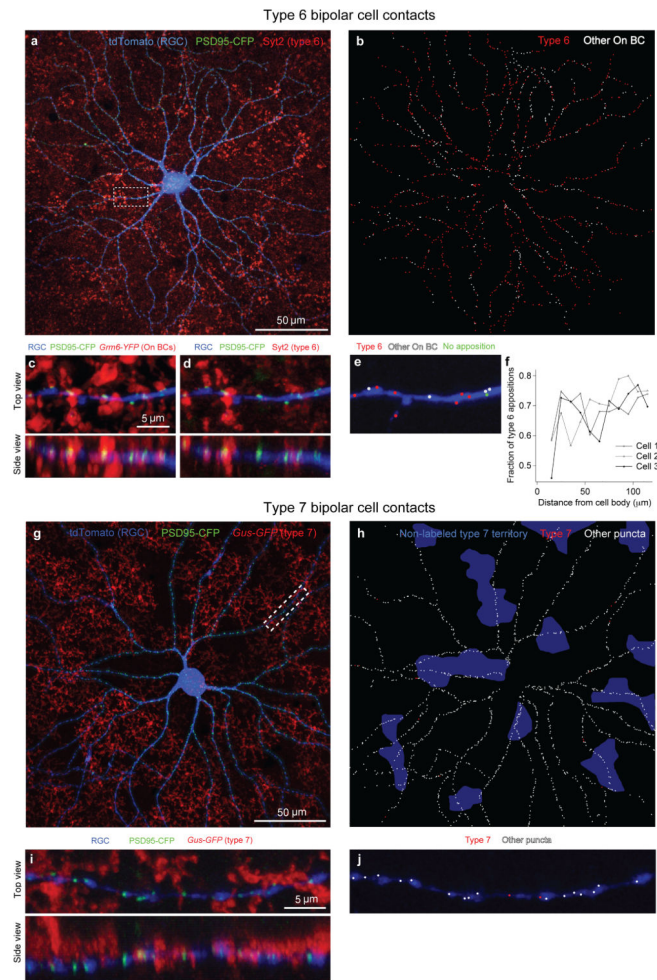 Type 6 bipolar cell contacts
a tdTomato (RGC) PSD95-CFP Syt2 (type 6)
50 µm
b Type 6 Other On BC
RGC PSD95-CFP Grm6-YFP (On BCs)
c
5 µm
Top view
Side view
RGC PSD95-CFP Syt2 (type 6)
d
Type 6 Other On BC No apposition
e
f
Fraction of type 6 appositions
0.8
0.7
0.6
0.5
Cell 1
Cell 2
Cell 3
0 50 100
Distance from cell body (µm)
Type 7 bipolar cell contacts
g tdTomato (RGC) PSD95-CFP Gus-GFP (type 7)
50 µm
h Non-labeled type 7 territory Type 7 Other puncta
RGC PSD95-CFP Gus-GFP (type 7)
i
5 µm
Top view
Side view
Type 7 Other puncta
j